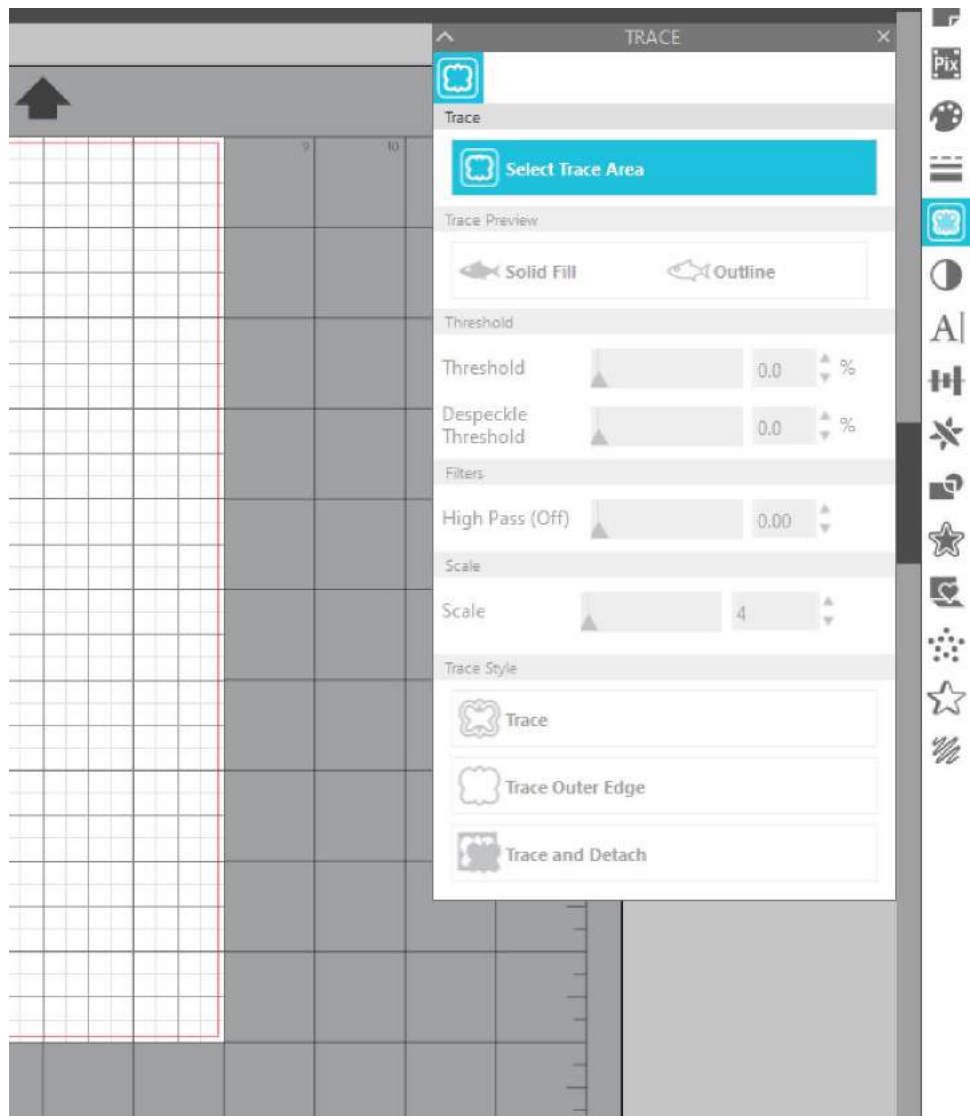 TRACE
Pix
Trace
9 10
Select Trace Area
Trace Preview
Solid Fill Outline
Threshold
Threshold 0.0 %
Despeckle
Threshold 0.0 %
Filters
High Pass (Off) 0.00
Scale
Scale 4
Trace Style
Trace
Trace Outer Edge
Trace and Detach
A